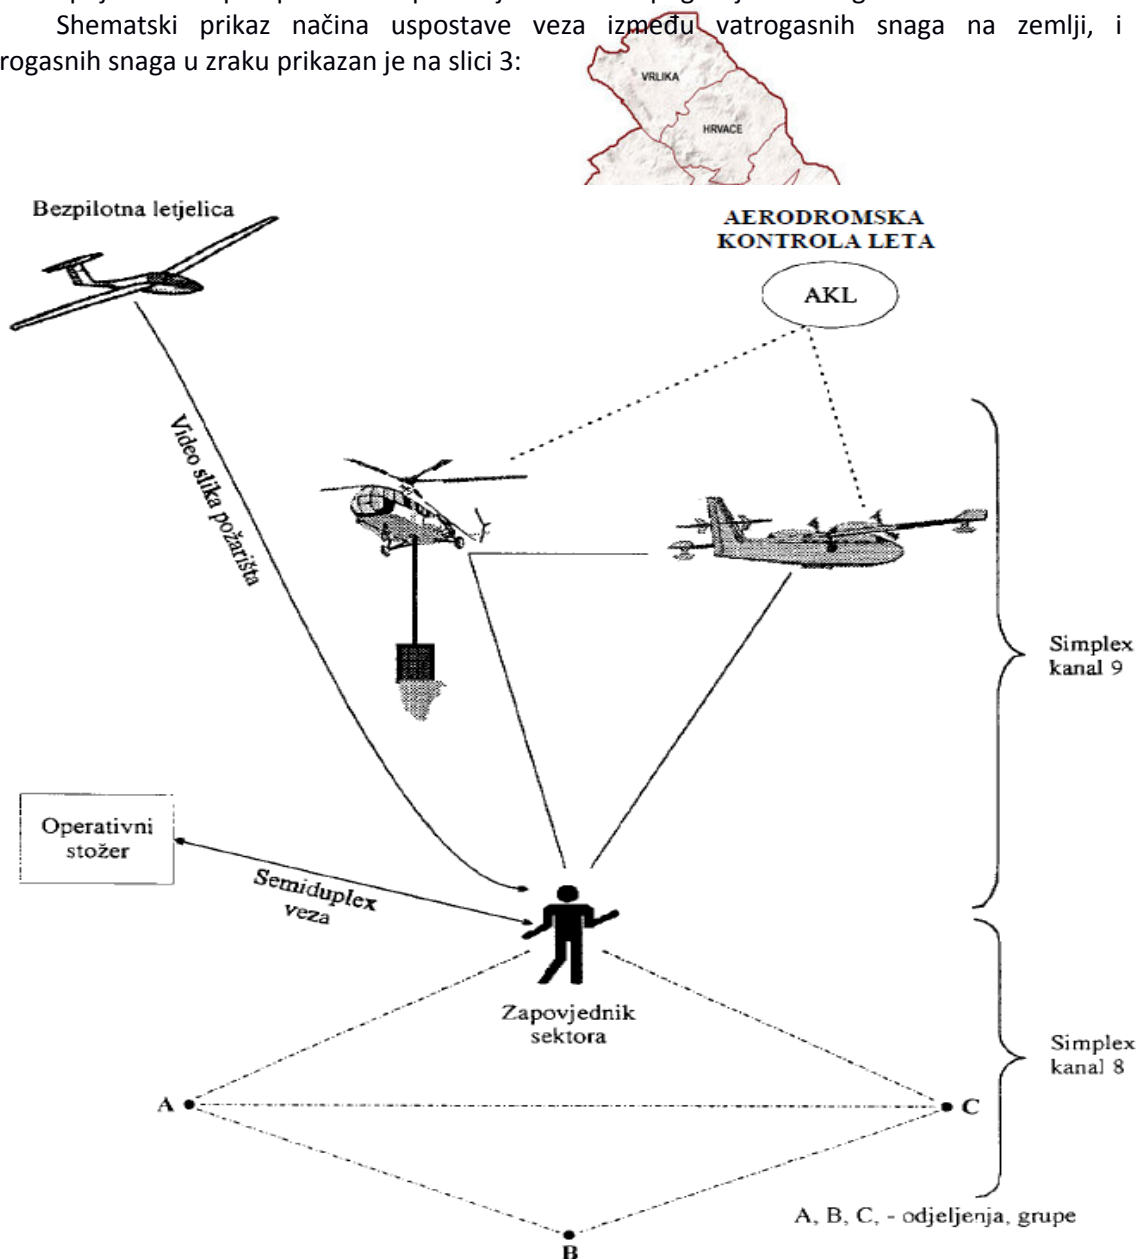 Shematski prikaz načina uspostave veza između vatrogasnih snaga na zemlji, i
rogasnih snaga u zraku prikazan je na slici 3:
VRLIKA
HRVACE
Bezpilotna letjelica
AERODROMSKA
KONTROLA LETA
AKL
Video slika požarišta
Simplex
kanal 9
Operativni
stožer
Semiduplex
veza
Zapovjednik
sektora
Simplex
kanal 8
A
C
A, B, C, - odjeljenja, grupe
B